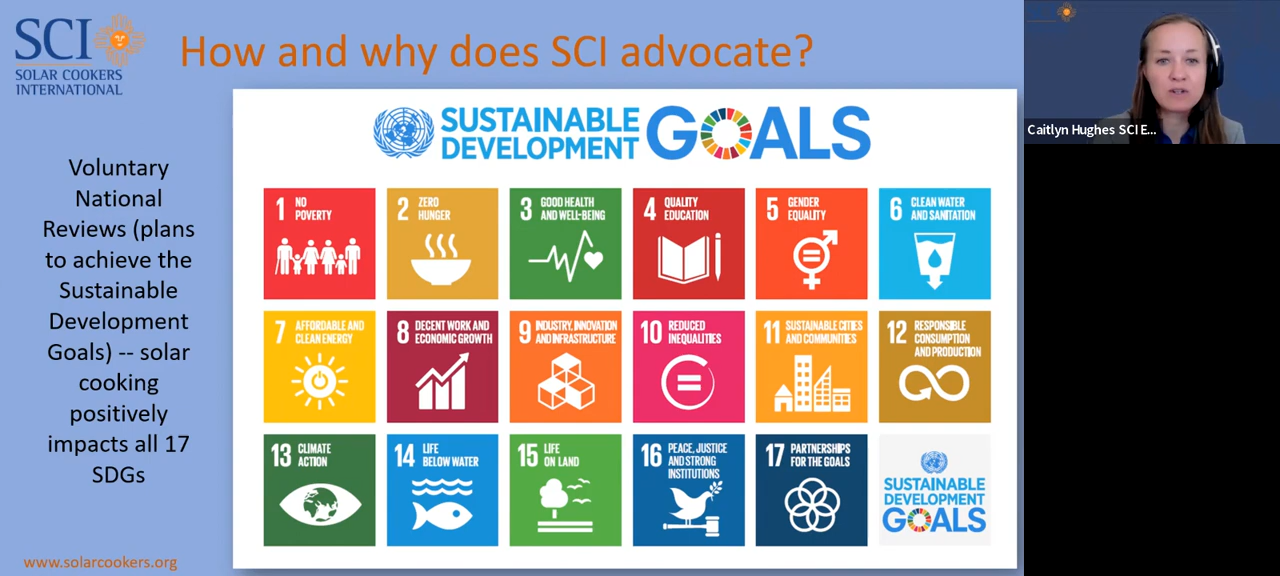 SCI
SOLAR COOKERS
INTERNATIONAL
How and why does SCI advocate?
Voluntary
National
Reviews (plans
to achieve the
Sustainable
Development
Goals) -- solar
cooking
positively
impacts all 17
SDGs
www.solarcookers.org
SUSTAINABLE
DEVELOPMENT
GOALS
1 NO
POVERTY
2 ZERO
HUNGER
3 GOOD HEALTH
AND WELL-BEING
4 QUALITY
EDUCATION
5 GENDER
EQUALITY
6 CLEAN WATER
AND SANITATION
7 AFFORDABLE AND
CLEAN ENERGY
8 DECENT WORK AND
ECONOMIC GROWTH
9 INDUSTRY, INNOVATION
AND INFRASTRUCTURE
10 REDUCED
INEQUALITIES
11 SUSTAINABLE CITIES
AND COMMUNITIES
12 RESPONSIBLE
CONSUMPTION
AND PRODUCTION
13 CLIMATE
ACTION
14 LIFE
BELOW WATER
15 LIFE
ON LAND
16 PEACE, JUSTICE
AND STRONG
INSTITUTIONS
17 PARTNERSHIPS
FOR THE GOALS
SUSTAINABLE
DEVELOPMENT
GOALS
Caitlyn Hughes SCI E...